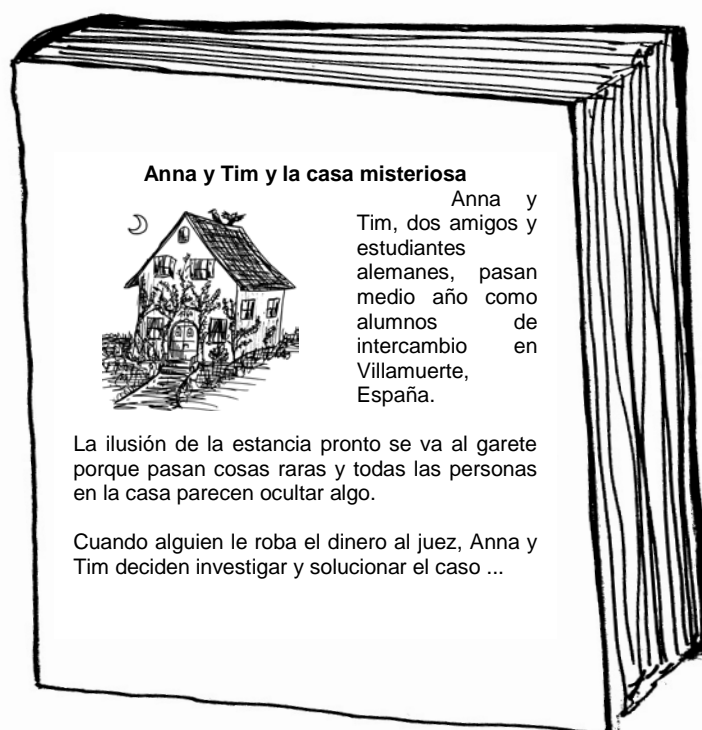 Anna y Tim y la casa misteriosa
Anna y
Tim, dos amigos y
estudiantes
alemanes, pasan
medio año como
alumnos de
intercambio en
Villamuerte,
España.
La ilusión de la estancia pronto se va al garete
porque pasan cosas raras y todas las personas
en la casa parecen ocultar algo.
Cuando alguien le roba el dinero al juez, Anna y
Tim deciden investigar y solucionar el caso ...